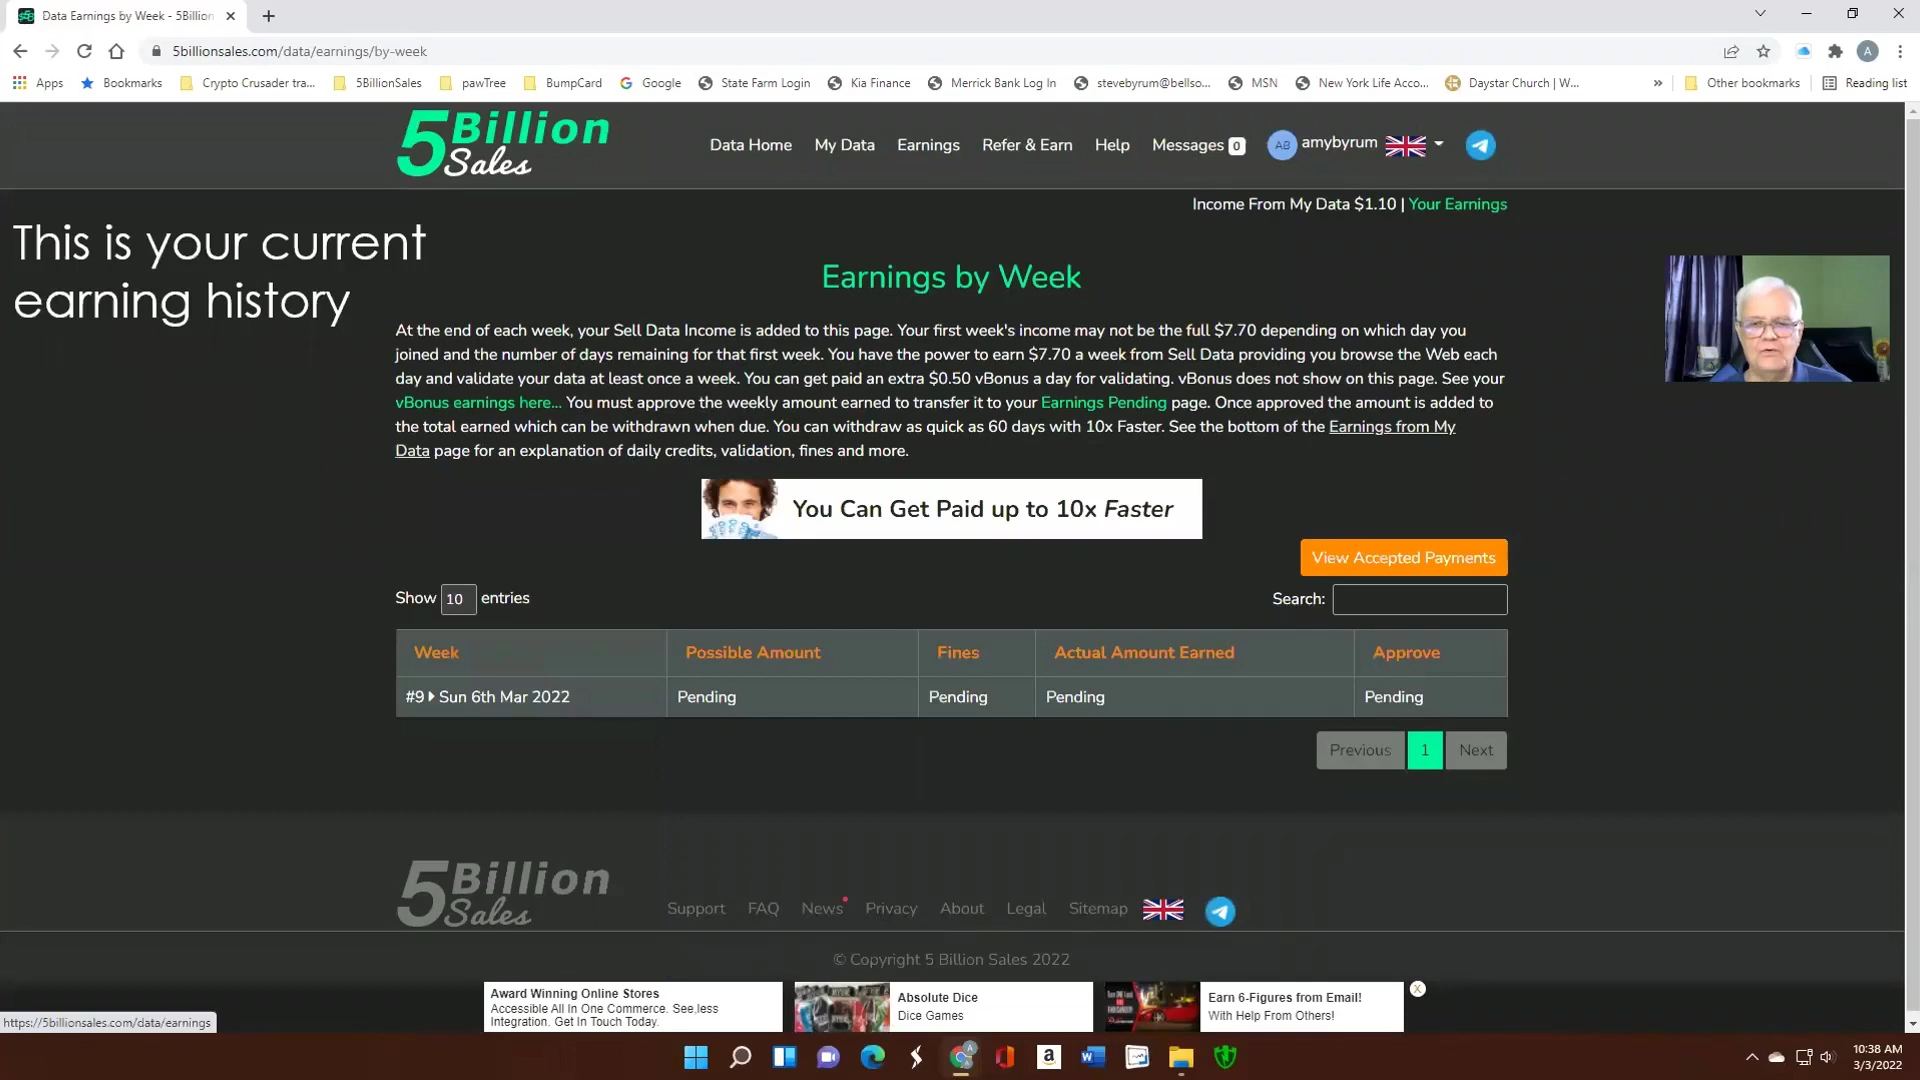 Data Earnings by Week - 5Billion
5billionsales.com/data/earnings/by-week
A
Apps
Bookmarks
Crypto Crusader tra...
5BillionSales
pawTree
BumpCard
Google
State Farm Login
Kia Finance
Merrick Bank Log In
stevebyrum@bellso...
MSN
New York Life Acco...
Daystar Church | W...
»
Other bookmarks
Reading list
5Billion
Sales
Data Home
My Data
Earnings
Refer & Earn
Help
Messages 0
AB
amybyrum
Income From My Data $1.10 | Your Earnings
This is your current
earning history
Earnings by Week
At the end of each week, your Sell Data Income is added to this page. Your first week's income may not be the full $7.70 depending on which day you
joined and the number of days remaining for that first week. You have the power to earn $7.70 a week from Sell Data providing you browse the Web each
day and validate your data at least once a week. You can get paid an extra $0.50 vBonus a day for validating. vBonus does not show on this page. See your
vBonus earnings here... You must approve the weekly amount earned to transfer it to your Earnings Pending page. Once approved the amount is added to
the total earned which can be withdrawn when due. You can withdraw as quick as 60 days with 10x Faster. See the bottom of the Earnings from My
Data page for an explanation of daily credits, validation, fines and more.
You Can Get Paid up to 10x Faster
View Accepted Payments
Show 10 entries
Search:
Week
Possible Amount
Fines
Actual Amount Earned
Approve
#9 Sun 6th Mar 2022
Pending
Pending
Pending
Pending
Previous
1
Next
5Billion
Sales
Support
FAQ
News
Privacy
About
Legal
Sitemap
© Copyright 5 Billion Sales 2022
Award Winning Online Stores
Accessible All In One Commerce. See,less
Integration. Get In Touch Today.
Absolute Dice
Dice Games
Earn 6-Figures from Email!
With Help From Others!
https://5billionsales.com/data/earnings
10:38 AM
3/3/2022